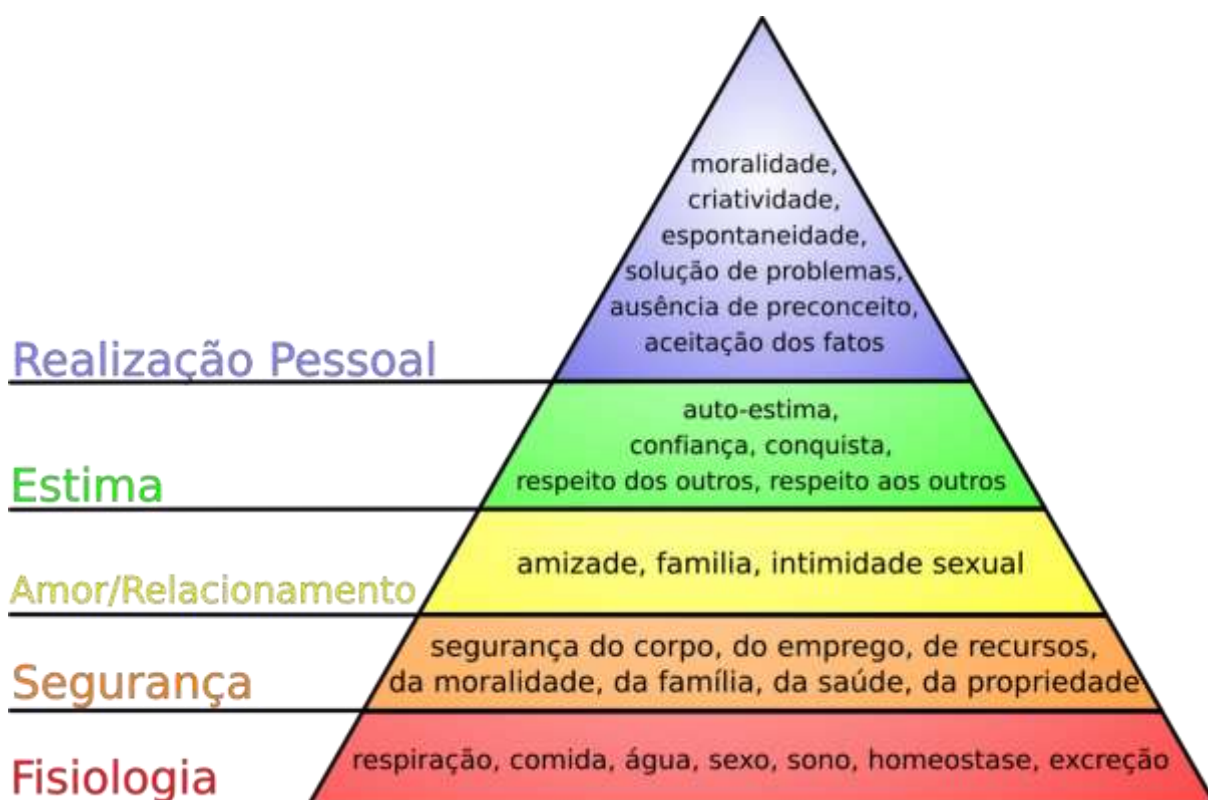 moralidade,
criatividade,
espontaneidade,
solução de problemas,
ausência de preconceito,
aceitação dos fatos
Realização Pessoal
auto-estima,
confiança, conquista,
respeito dos outros, respeito aos outros
Estima
amizade, familia, intimidade sexual
Amor/Relacionamento
segurança do corpo, do emprego, de recursos,
da moralidade, da família, da saúde, da propriedade
Segurança
respiração, comida, água, sexo, sono, homeostase, excreção
Fisiologia